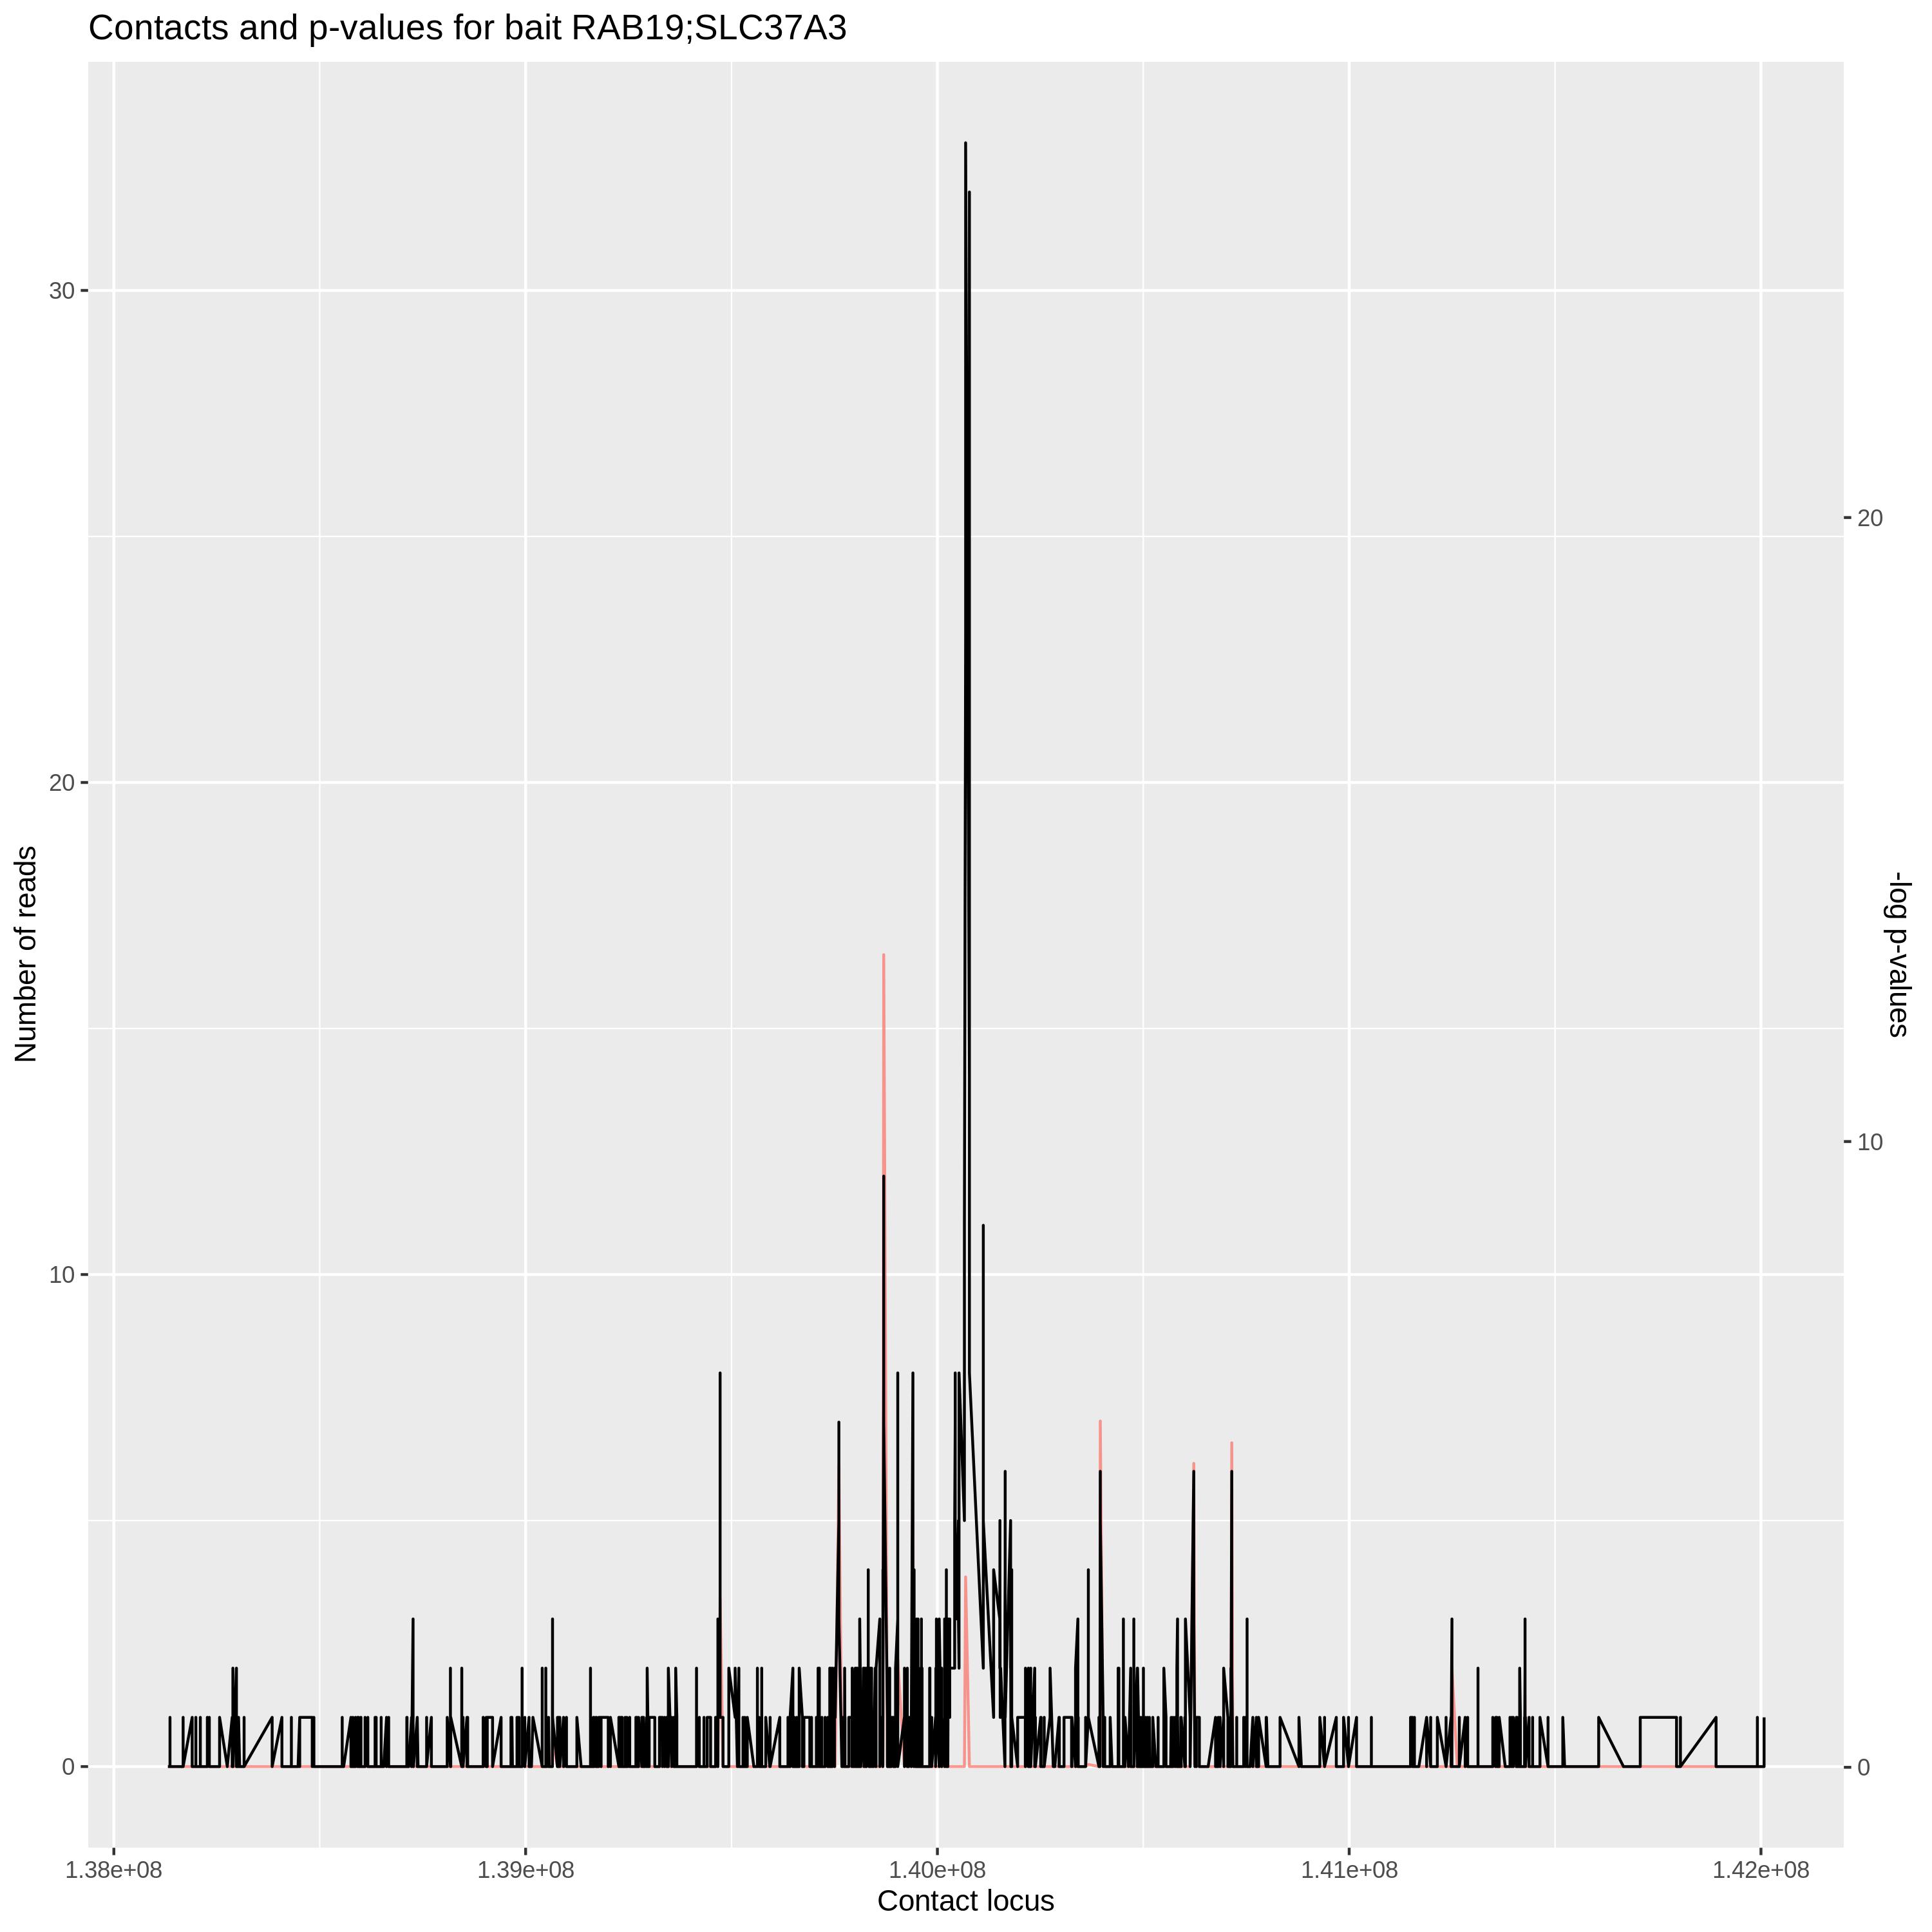 Contacts and p-values for bait RAB19;SLC37A3
Number of reads
30
20
10
0
-log p-values
20
10
0
1.38e+08
1.39e+08
1.40e+08
1.41e+08
1.42e+08
Contact locus